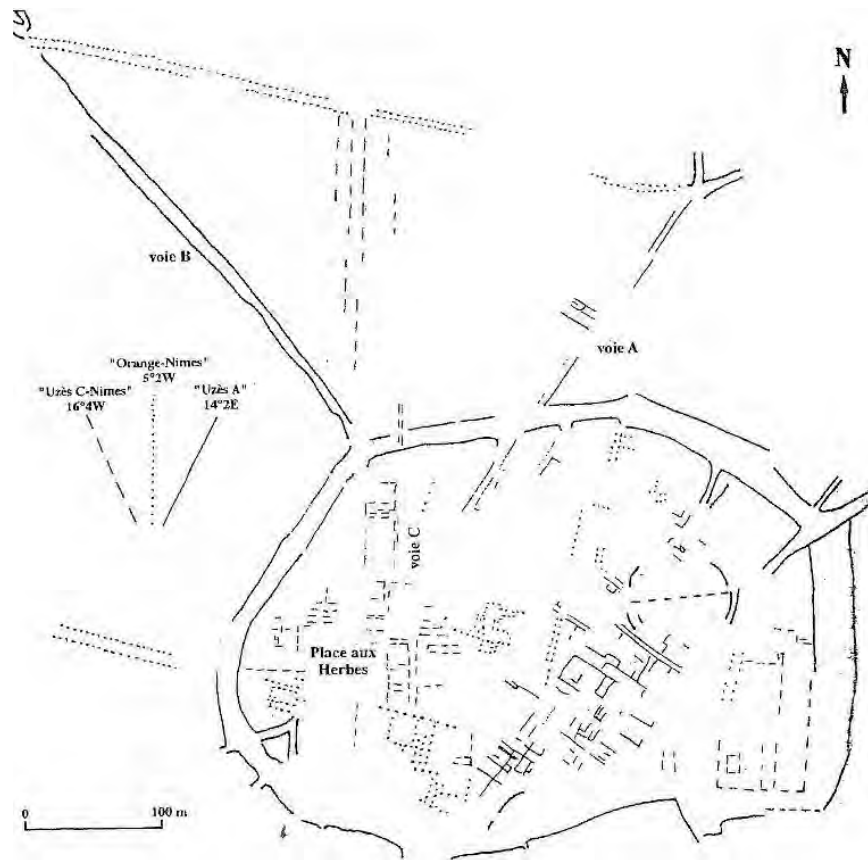 N
voie B
voie A
"Orange-Nimes"
5°2W
"Uzès C-Nimes"
16°4W
"Uzès A"
14°2E
voie C
Place aux
Herbes
0
100 m